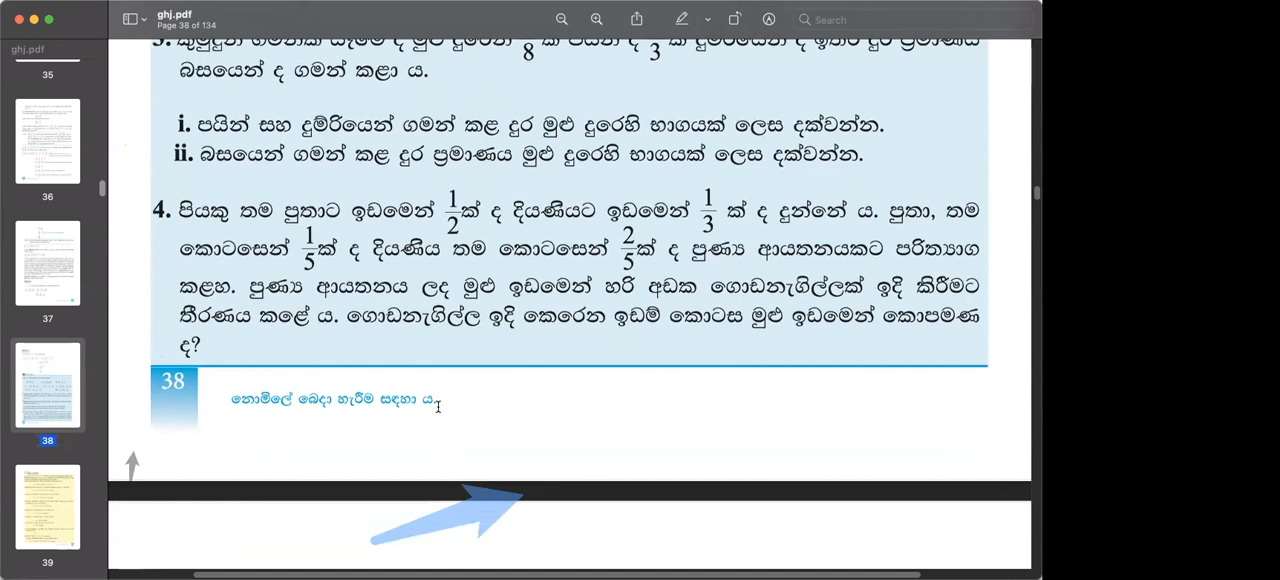 ghj.pdf
Page 38 of 134
Search
ghj.pdf
35
36
37
38
39
බසයෙන් ද ගමන් කළා ය.
i. පයින් සහ දුම්රියෙන් ගමන් කළ දුර මුළු දුරෙහි භාගයක් ලෙස දක්වන්න.
ii. බසයෙන් ගමන් කළ දුර ප්‍රමාණය මුළු දුරෙහි භාගයක් ලෙස දක්වන්න.
4. පියකු තම පුතාට ඉඩමෙන් 1/2ක් ද දියණියට ඉඩමෙන් 1/3 ක් ද දුන්නේ ය. පුතා, තම
කොටසෙන් 1/5ක් ද දියණිය තම කොටසෙන් 2/5ක් ද පුණ්‍ය ආයතනයකට පරිත්‍යාග
කළහ. පුණ්‍ය ආයතනය ලද මුළු ඉඩමෙන් හරි අඩක ගොඩනැගිල්ලක් ඉදි කිරීමට
තීරණය කළේ ය. ගොඩනැගිල්ල ඉදි කෙරෙන ඉඩම් කොටස මුළු ඉඩමෙන් කොපමණ
ද?
38
නොමිලේ බෙදා හැරීම සඳහා ය.